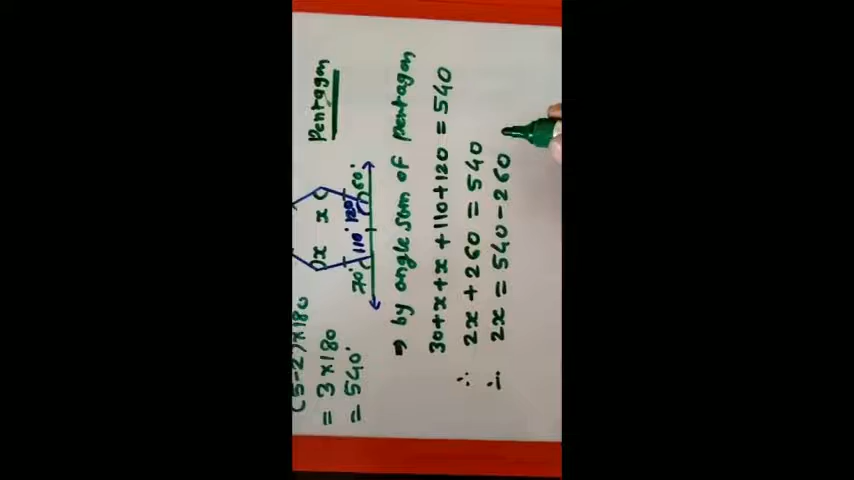 (5-2)×180
= 3×180
= 540°
Pentagon
x x
70° 110° 120° 60°
→ by angle sum of pentagon
30+x+x+110+120 = 540
∴ 2x+260 = 540
∴ 2x = 540-260